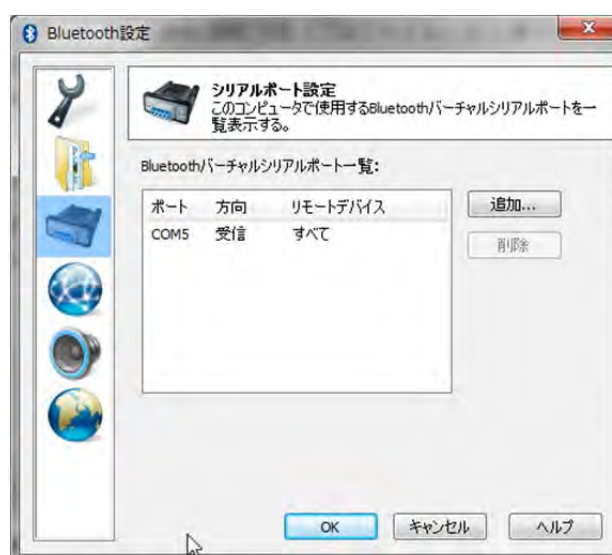 Bluetooth設定
シリアルポート設定
このコンピュータで使用するBluetoothバーチャルシリアルポートを一
覧表示する。
Bluetoothバーチャルシリアルポート一覧:
ポート 方向 リモートデバイス
COM5 受信 すべて
追加...
削除
OK キャンセル ヘルプ